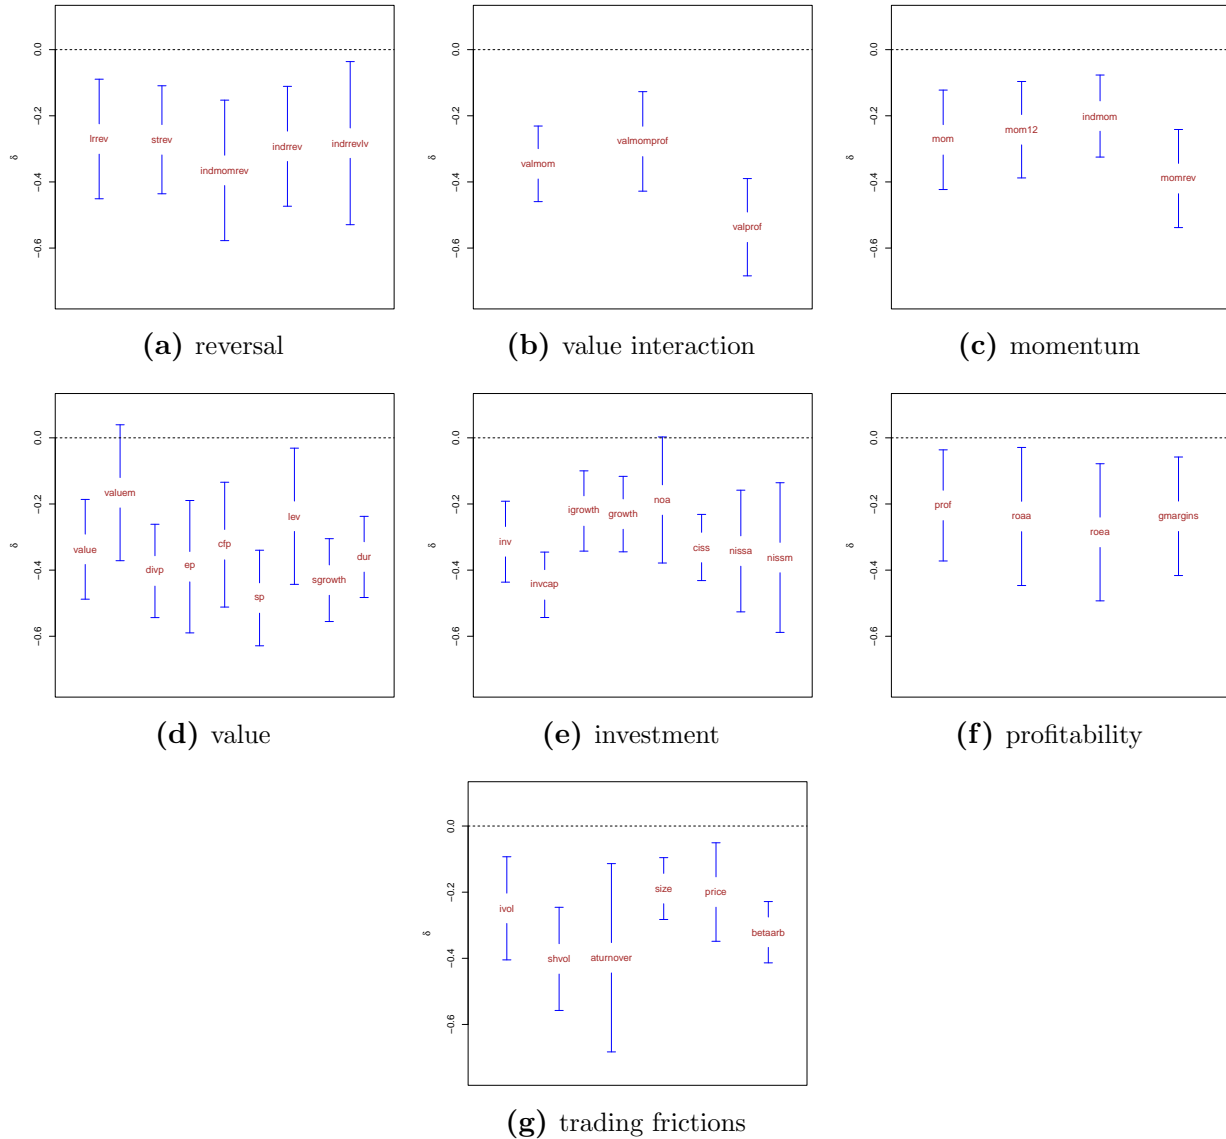 0.0
−0.2
−0.4
−0.6
δ
lrrev
strev
indmomrev
indrrev
indrrevlv
(a) reversal
0.0
−0.2
−0.4
−0.6
δ
valmom
valmomprof
valprof
(b) value interaction
0.0
−0.2
−0.4
−0.6
δ
mom
mom12
indmom
momrev
(c) momentum
0.0
−0.2
−0.4
−0.6
δ
value
valuem
divp
ep
cfp
sp
lev
sgrowth
dur
(d) value
0.0
−0.2
−0.4
−0.6
δ
inv
invcap
igrowth
growth
noa
ciss
nissa
nissm
(e) investment
0.0
−0.2
−0.4
−0.6
δ
prof
roaa
roea
gmargins
(f) profitability
0.0
−0.2
−0.4
−0.6
δ
ivol
shvol
aturnover
size
price
betaarb
(g) trading frictions